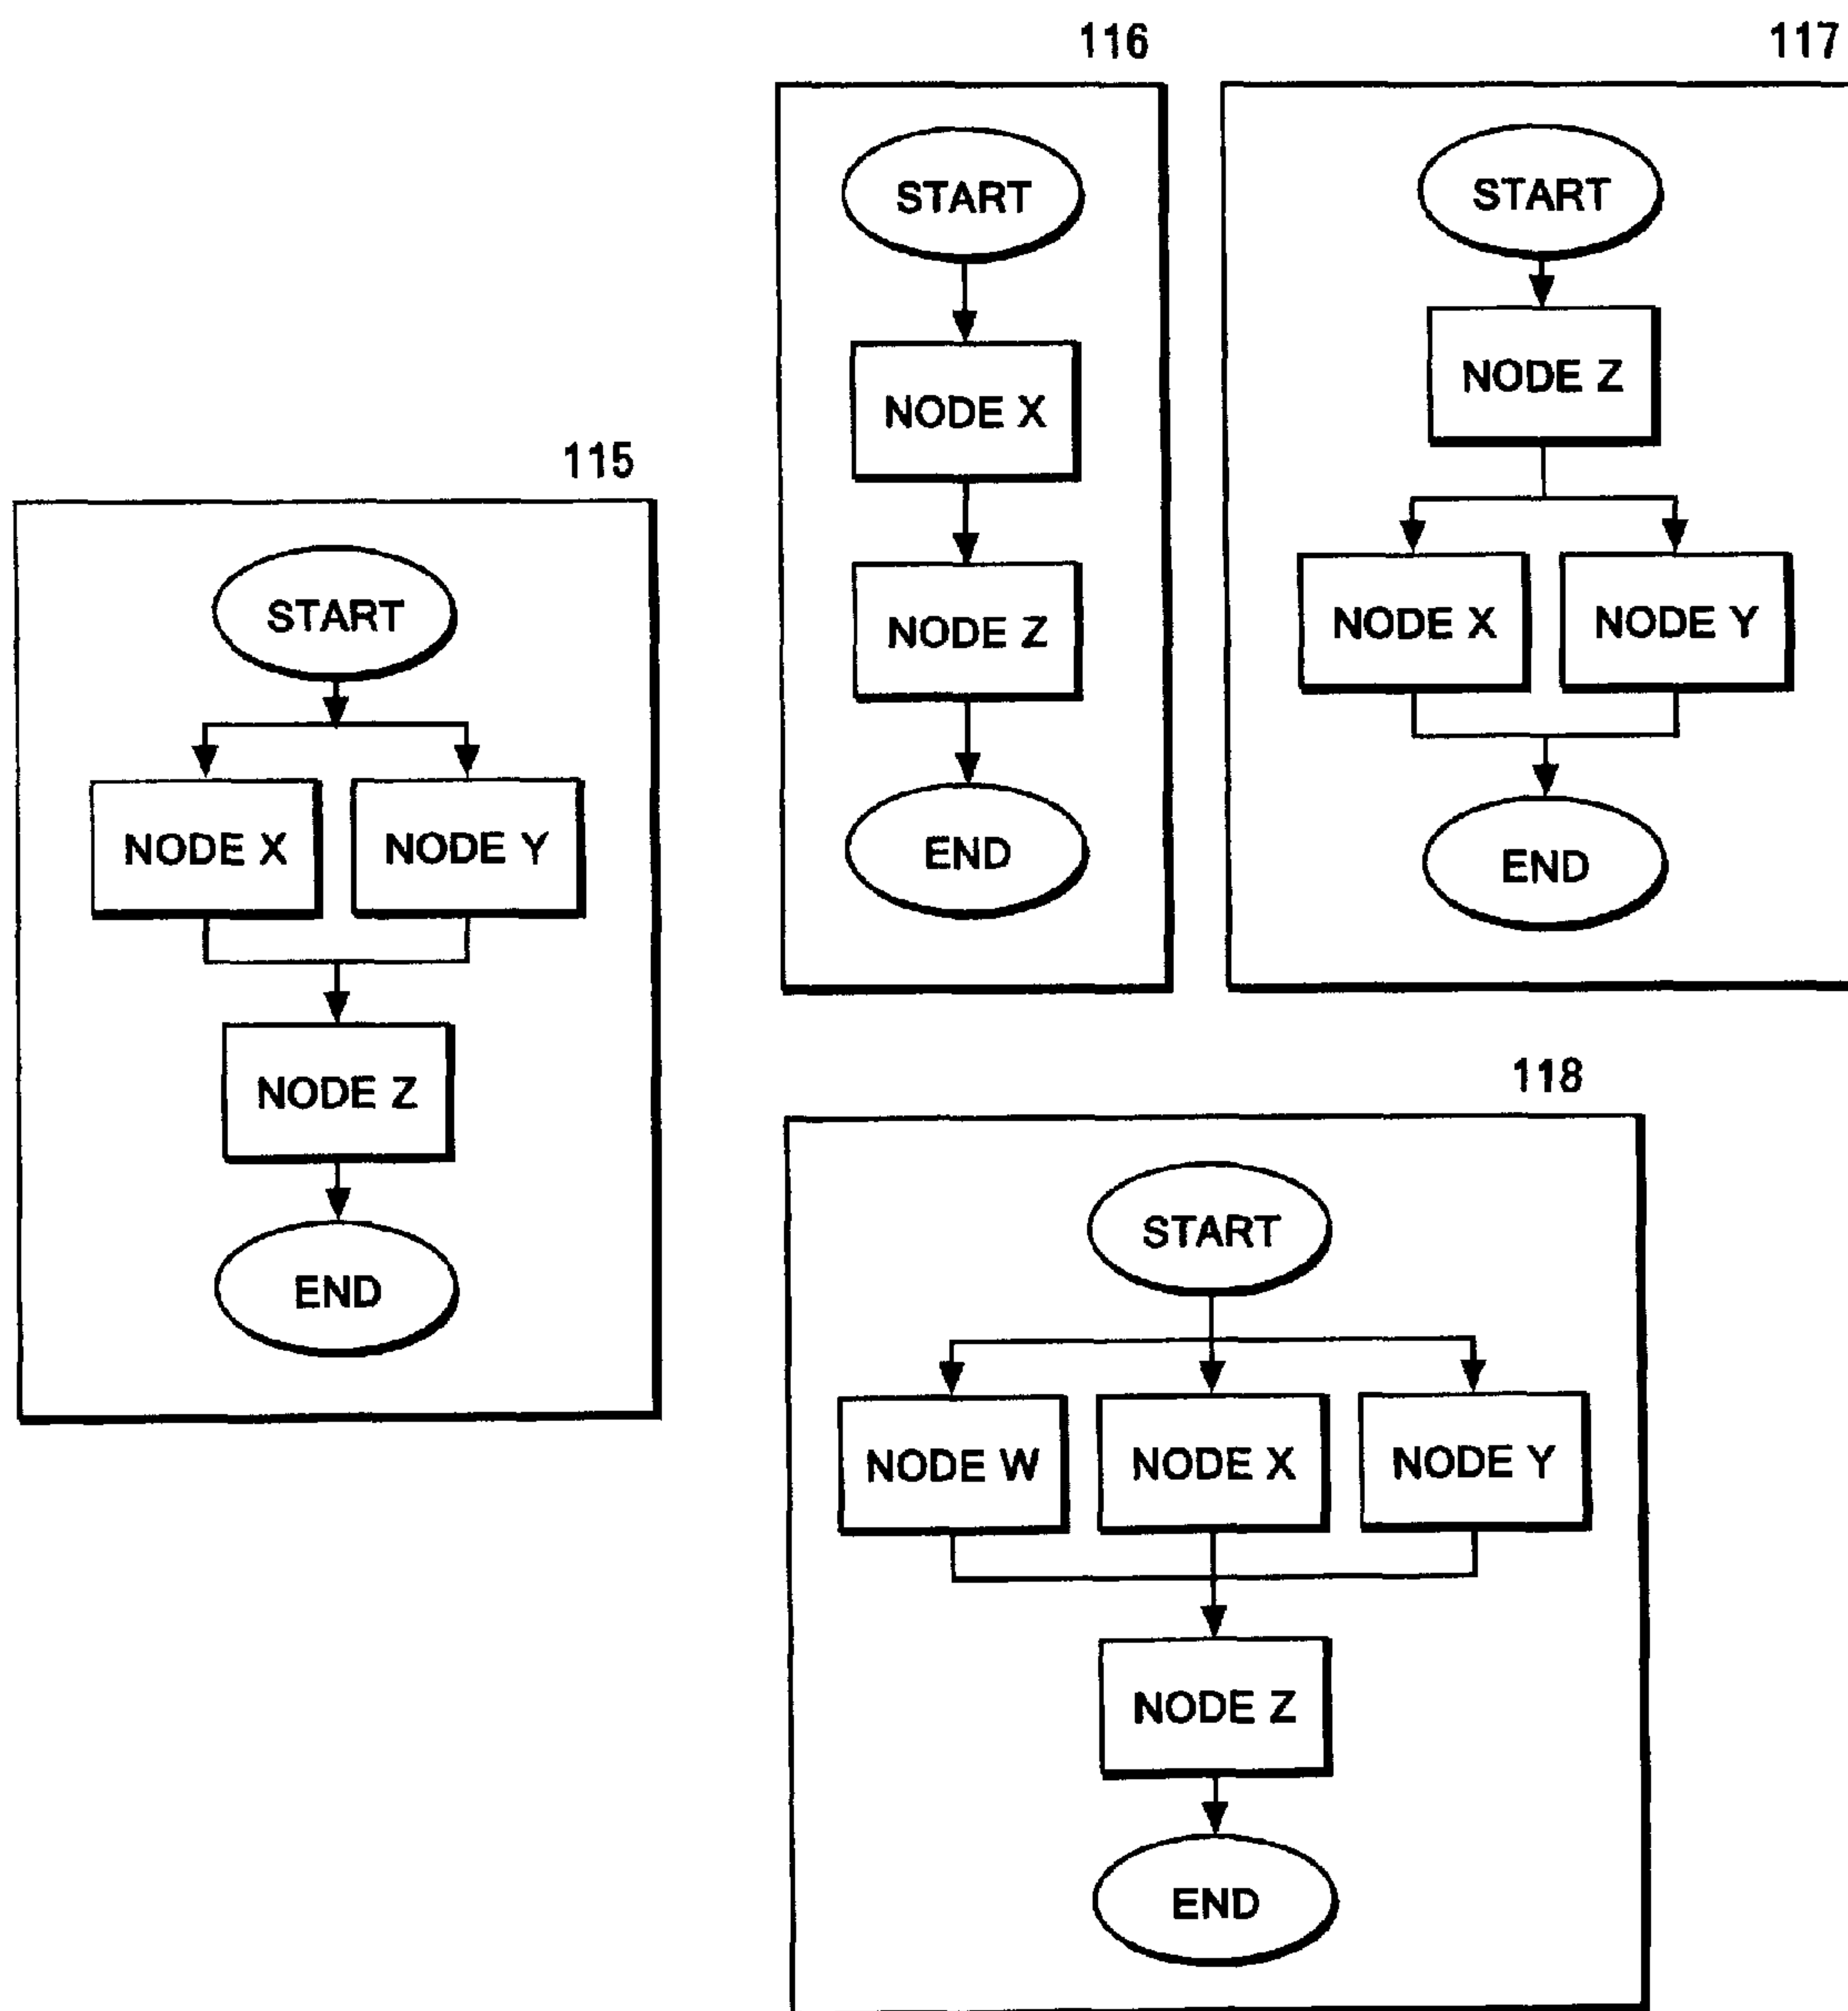 115
START
NODE X
NODE Y
NODE Z
END
116
START
NODE X
NODE Z
END
117
START
NODE Z
NODE X
NODE Y
END
118
START
NODE W
NODE X
NODE Y
NODE Z
END